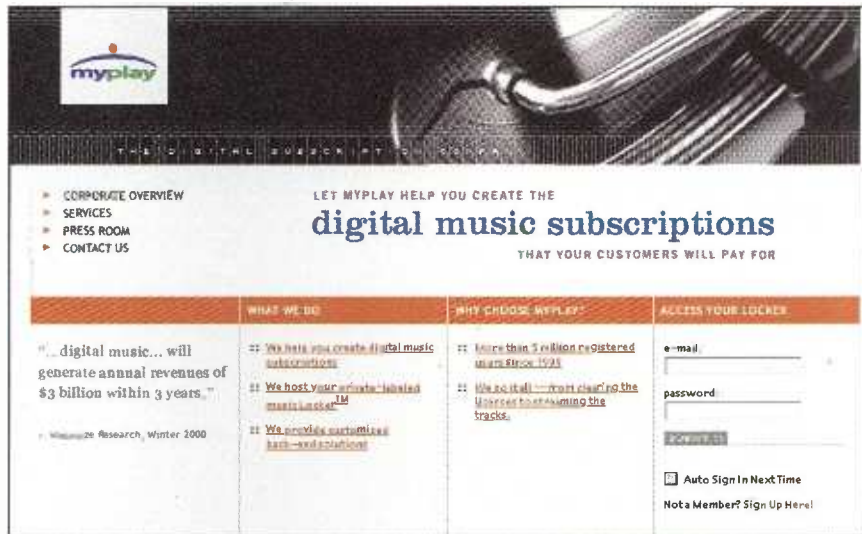 myplay
THE DIGITAL SUBSCRIPTION
CORPORATE OVERVIEW
SERVICES
PRESS ROOM
CONTACT US
LET MYPLAY HELP YOU CREATE THE
digital music subscriptions
THAT YOUR CUSTOMERS WILL PAY FOR
"...digital music... will
generate annual revenues of
$3 billion within 3 years."
Research, Winter 2000
WHAT WE DO
We help you create digital music
subscriptions
We host your private-labeled
music Locker™
We provide customized
back-end solutions
WHY CHOOSE MYPLAY?
More than 5 million registered
users since 1999
We do it all — from clearing the
licenses to streaming the
tracks.
ACCESS YOUR LOCKER
e-mail
password
Auto Sign In Next Time
Not a Member? Sign Up Here!